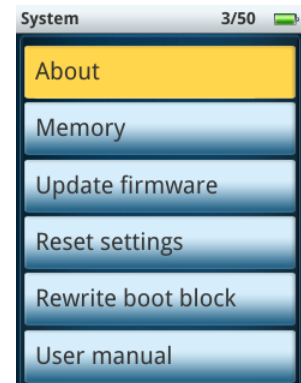 System 3/50
About
Memory
Update firmware
Reset settings
Rewrite boot block
User manual